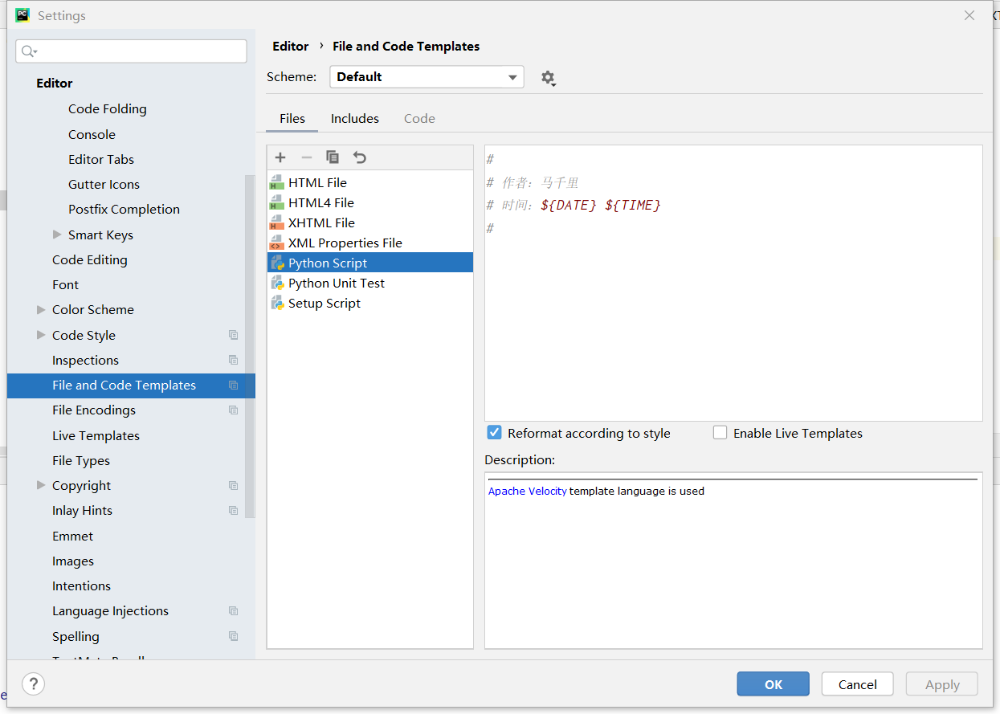 Settings
Editor › File and Code Templates
Scheme: Default
Editor
Code Folding
Console
Editor Tabs
Gutter Icons
Postfix Completion
Smart Keys
Code Editing
Font
Color Scheme
Code Style
Inspections
File and Code Templates
File Encodings
Live Templates
File Types
Copyright
Inlay Hints
Emmet
Images
Intentions
Language Injections
Spelling
Files Includes Code
HTML File
HTML4 File
XHTML File
XML Properties File
Python Script
Python Unit Test
Setup Script
#
# 作者：马千里
# 时间：${DATE} ${TIME}
#
Reformat according to style Enable Live Templates
Description:
Apache Velocity template language is used
?
OK Cancel Apply